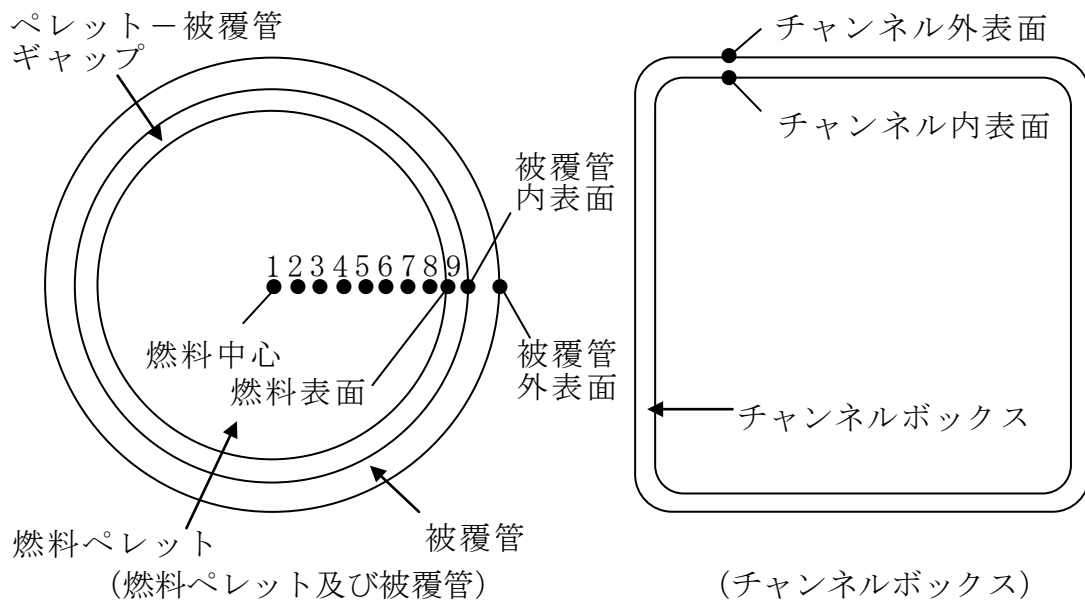 ペレット－被覆管
ギャップ
チャンネル外表面
チャンネル内表面
被覆管
内表面
1 2 3 4 5 6 7 8 9
燃料中心
燃料表面
被覆管
外表面
チャンネルボックス
燃料ペレット
被覆管
(燃料ペレット及び被覆管)
(チャンネルボックス)